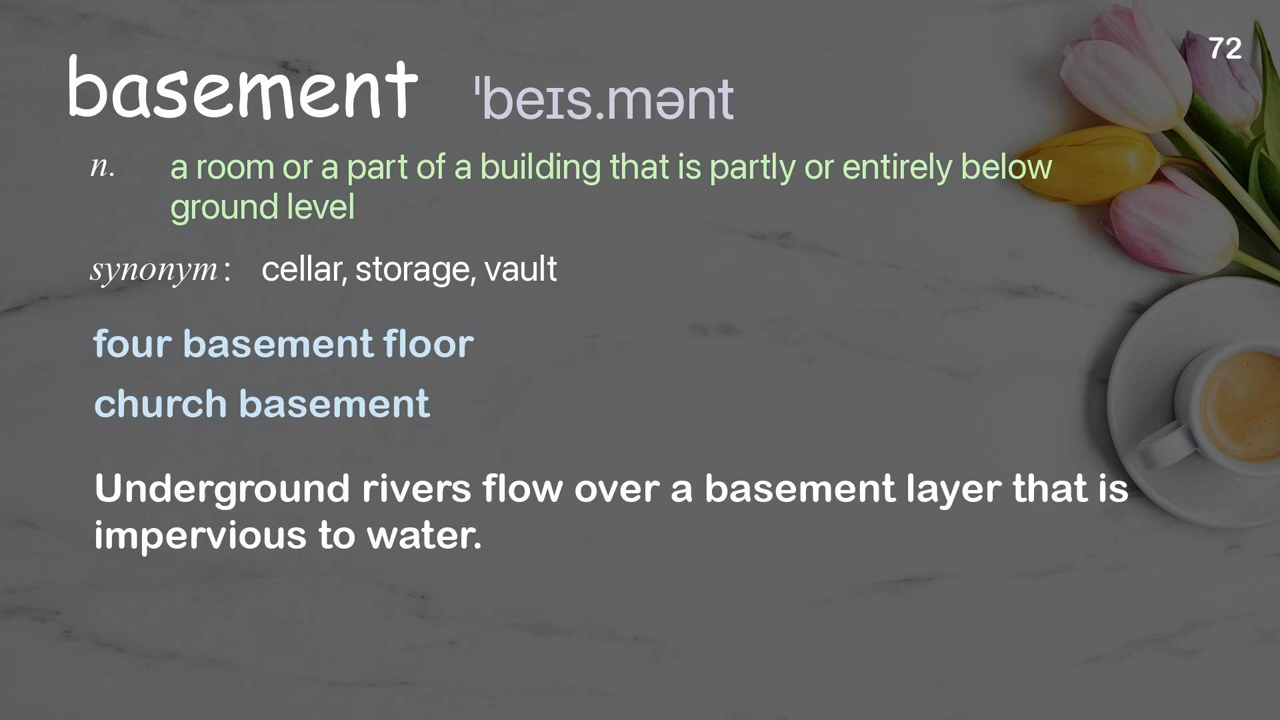 72
basement ˈbeɪs.mənt
n. a room or a part of a building that is partly or entirely below
ground level
synonym: cellar, storage, vault
four basement floor
church basement
Underground rivers flow over a basement layer that is
impervious to water.